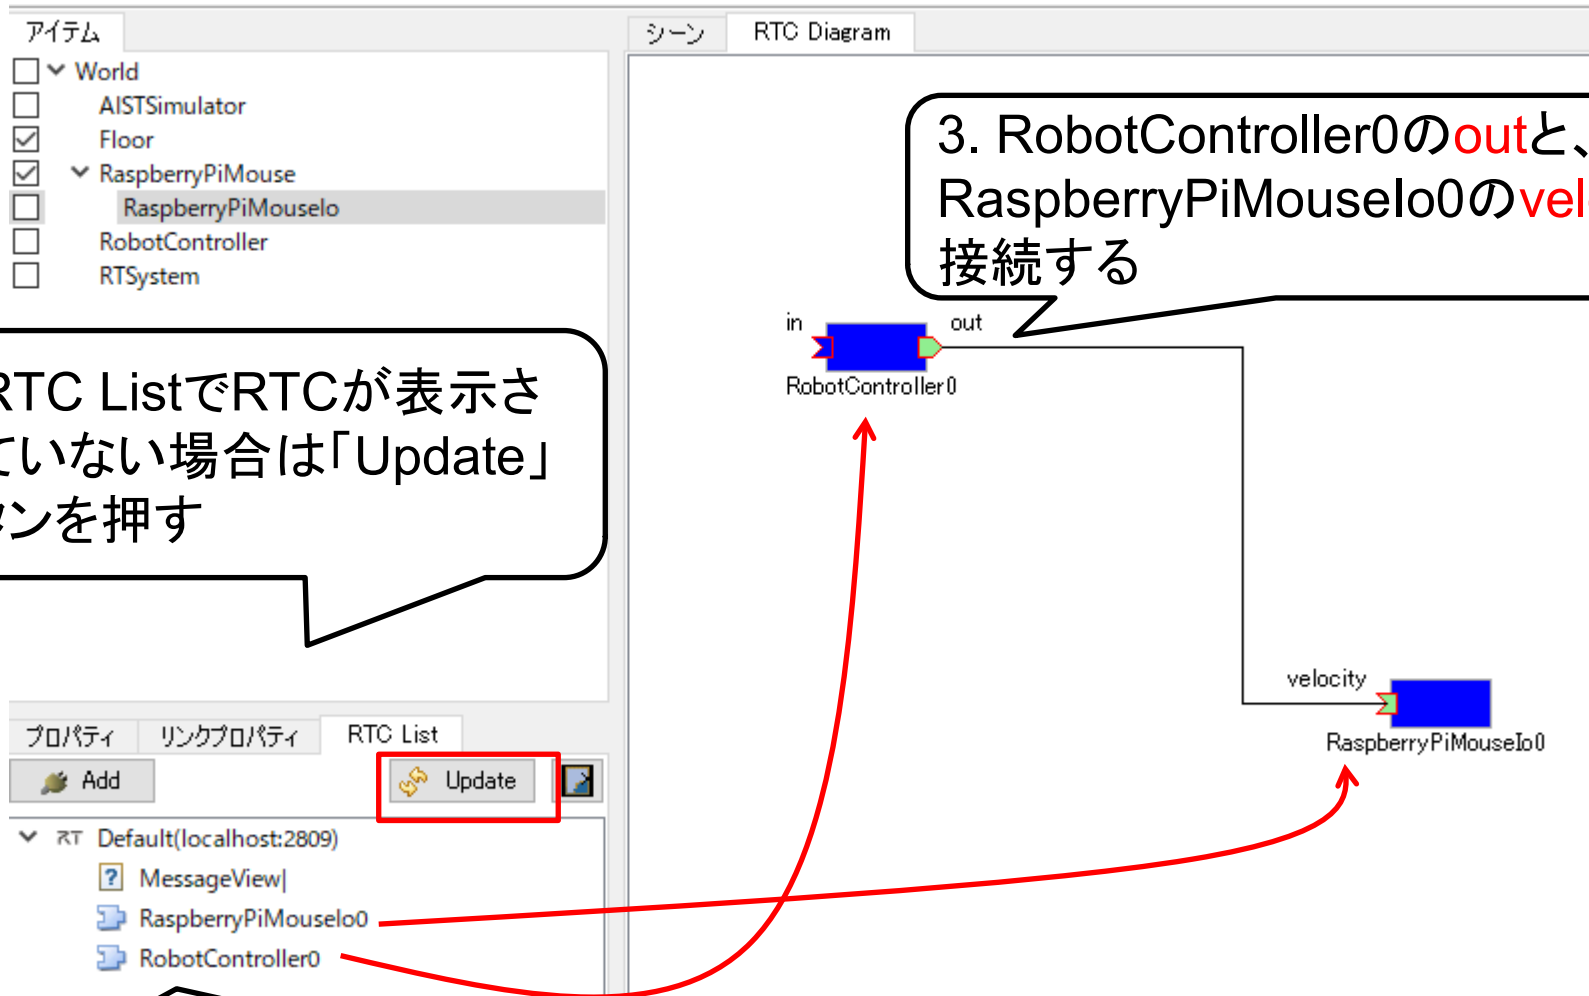 アイテム
World
AISTSimulator
Floor
RaspberryPiMouse
RaspberryPiMouseIo
RobotController
RTSystem
シーン
RTC Diagram
3. RobotController0のoutと、
RaspberryPiMouseIo0のvel
接続する
in
out
RobotController0
RTC ListでRTCが表示さ
ていない場合は「Update」
タンを押す
velocity
RaspberryPiMouseIo0
プロパティ
リンクプロパティ
RTC List
Add
Update
RT Default(localhost:2809)
? MessageView|
RaspberryPiMouseIo0
RobotController0